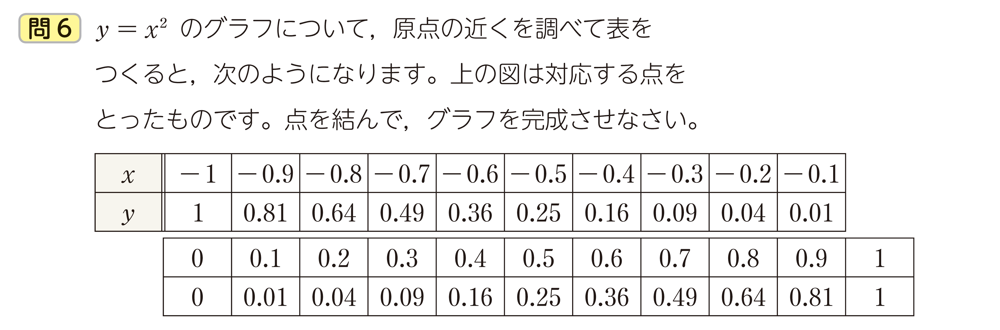 問6 y = x² のグラフについて，原点の近くを調べて表を
つくると，次のようになります。上の図は対応する点を
とったものです。点を結んで，グラフを完成させなさい。
x −1 −0.9 −0.8 −0.7 −0.6 −0.5 −0.4 −0.3 −0.2 −0.1
y 1 0.81 0.64 0.49 0.36 0.25 0.16 0.09 0.04 0.01
0 0.1 0.2 0.3 0.4 0.5 0.6 0.7 0.8 0.9 1
0 0.01 0.04 0.09 0.16 0.25 0.36 0.49 0.64 0.81 1